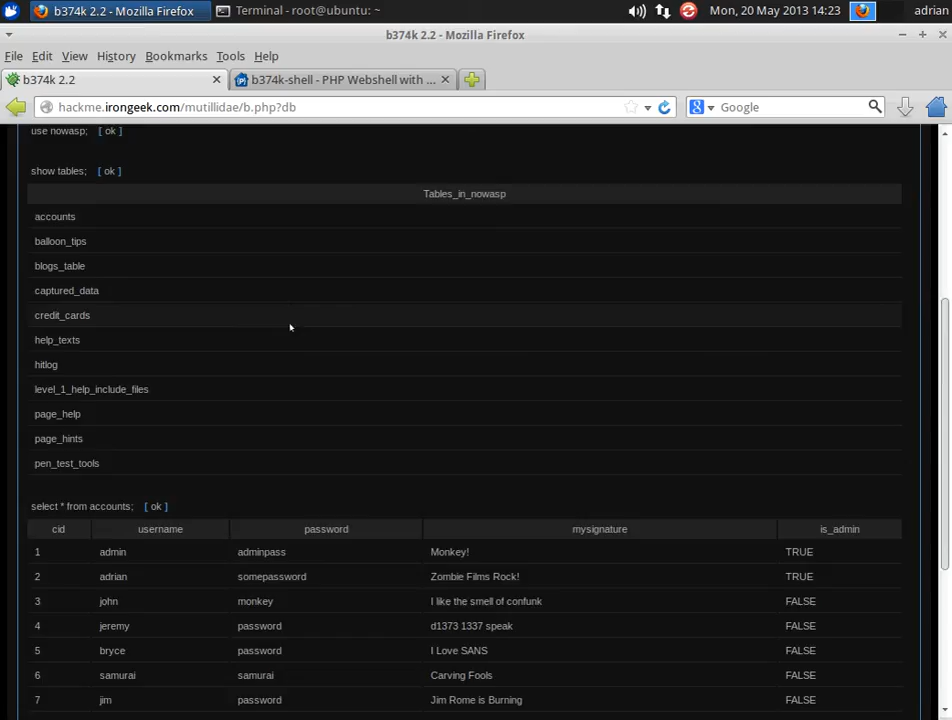 b374k 2.2 - Mozilla Firefox
Terminal - root@ubuntu: ~
Mon, 20 May 2013 14:23
adrian
b374k 2.2 - Mozilla Firefox
File Edit View History Bookmarks Tools Help
b374k 2.2
b374k-shell - PHP Webshell with ...
hackme.irongeek.com/mutillidae/b.php?db
Google
use nowasp; [ ok ]
show tables; [ ok ]
Tables_in_nowasp
accounts
balloon_tips
blogs_table
captured_data
credit_cards
help_texts
hitlog
level_1_help_include_files
page_help
page_hints
pen_test_tools
select * from accounts; [ ok ]
cid username password mysignature is_admin
1 admin adminpass Monkey! TRUE
2 adrian somepassword Zombie Films Rock! TRUE
3 john monkey I like the smell of confunk FALSE
4 jeremy password d1373 1337 speak FALSE
5 bryce password I Love SANS FALSE
6 samurai samurai Carving Fools FALSE
7 jim password Jim Rome is Burning FALSE